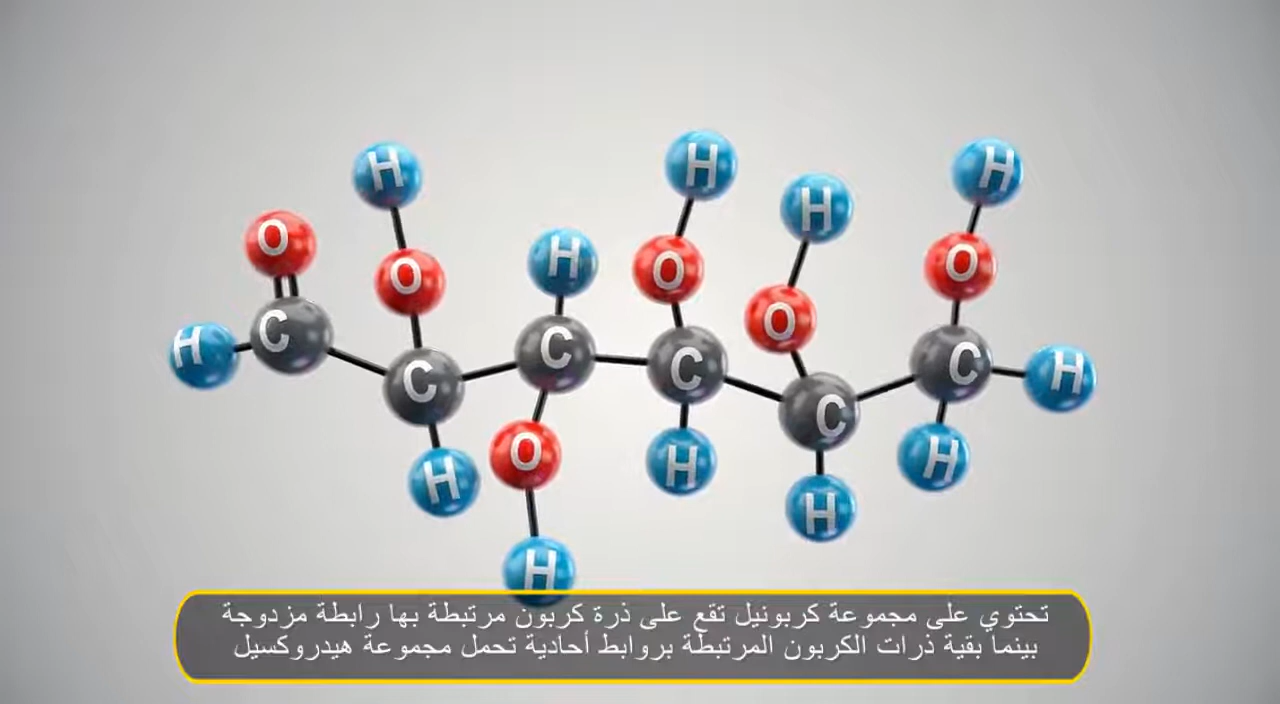 H H H H
O H O O O
H C C C C C C H
H O H H H
H
تحتوي على مجموعة كربونيل تقع على ذرة كربون مرتبطة بها رابطة مزدوجة
بينما بقية ذرات الكربون المرتبطة بروابط أحادية تحمل مجموعة هيدروكسيل